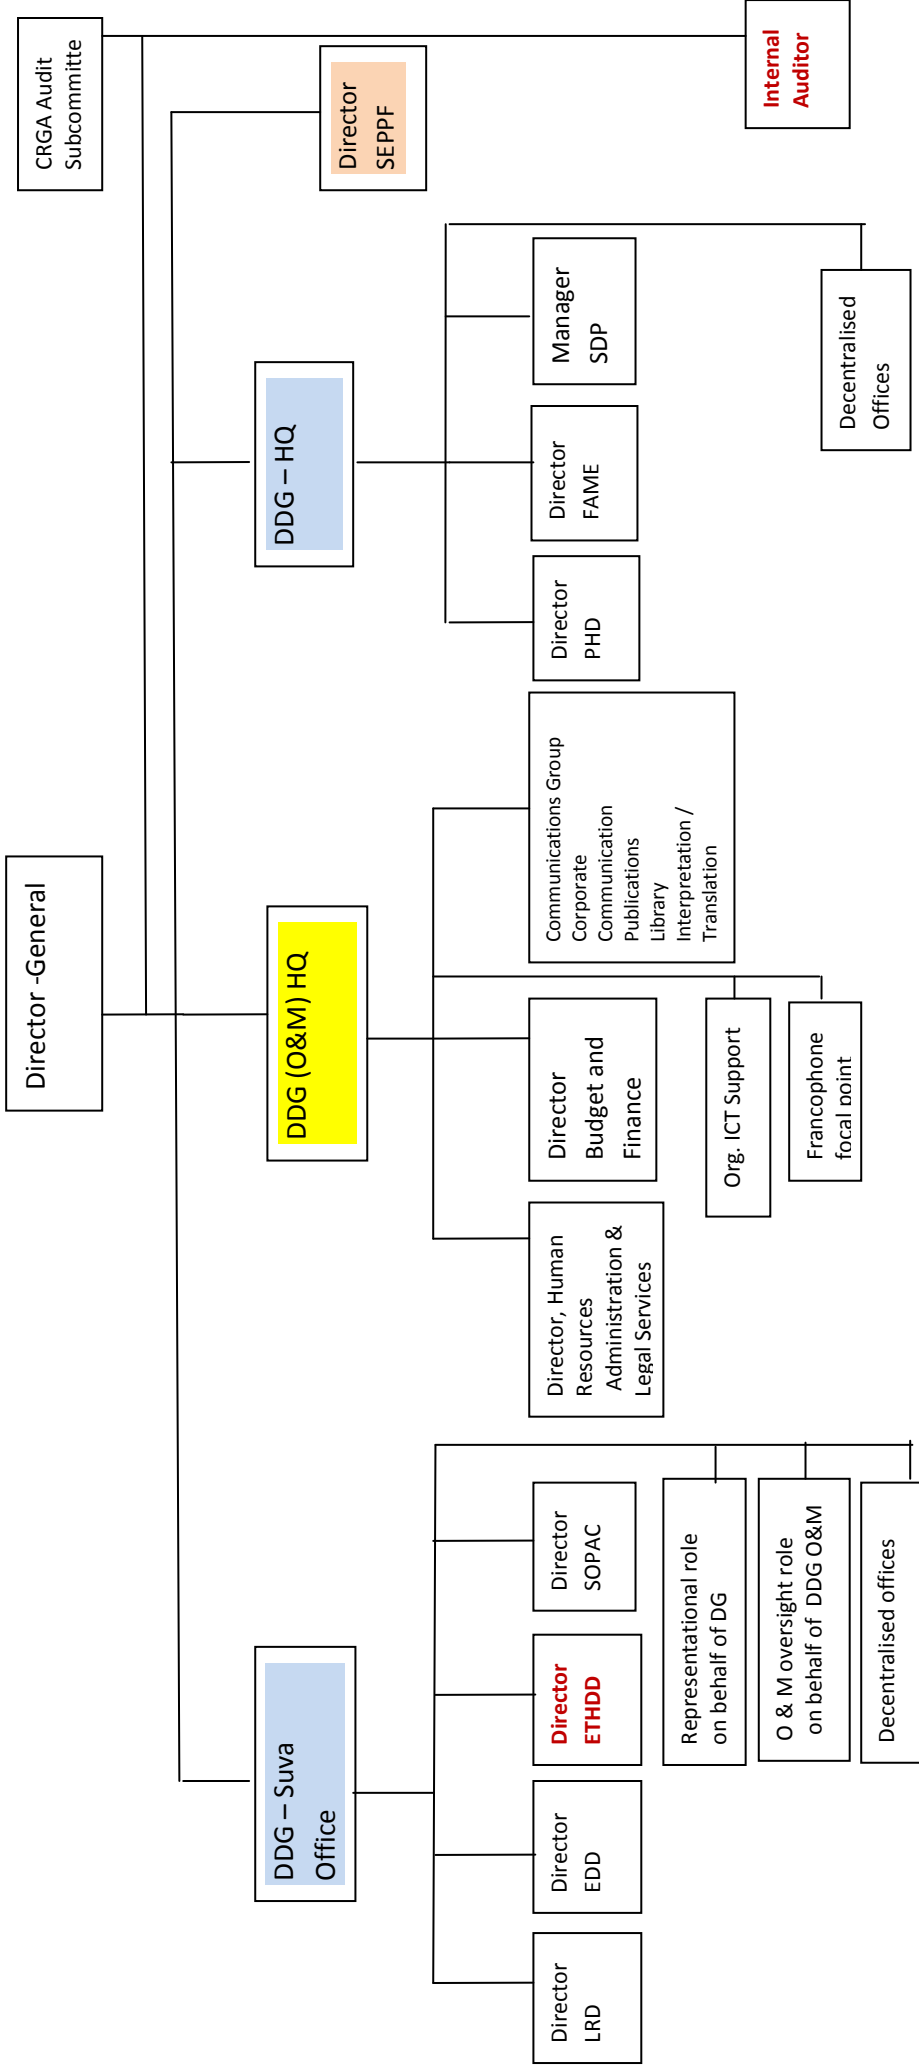 Director -General
CRGA Audit
Subcommitte
DDG – Suva
Office
DDG (O&M) HQ
DDG – HQ
Director
SEPPF
Director
LRD
Director
EDD
Director
ETHDD
Director
SOPAC
Director, Human
Resources
Administration &
Legal Services
Director
Budget and
Finance
Communications Group
Corporate
Communication
Publications
Library
Interpretation /
Translation
Director
PHD
Director
FAME
Manager
SDP
Representational role
on behalf of DG
O & M oversight role
on behalf of DDG O&M
Decentralised offices
Org. ICT Support
Francophone
focal point
Decentralised
Offices
Internal
Auditor